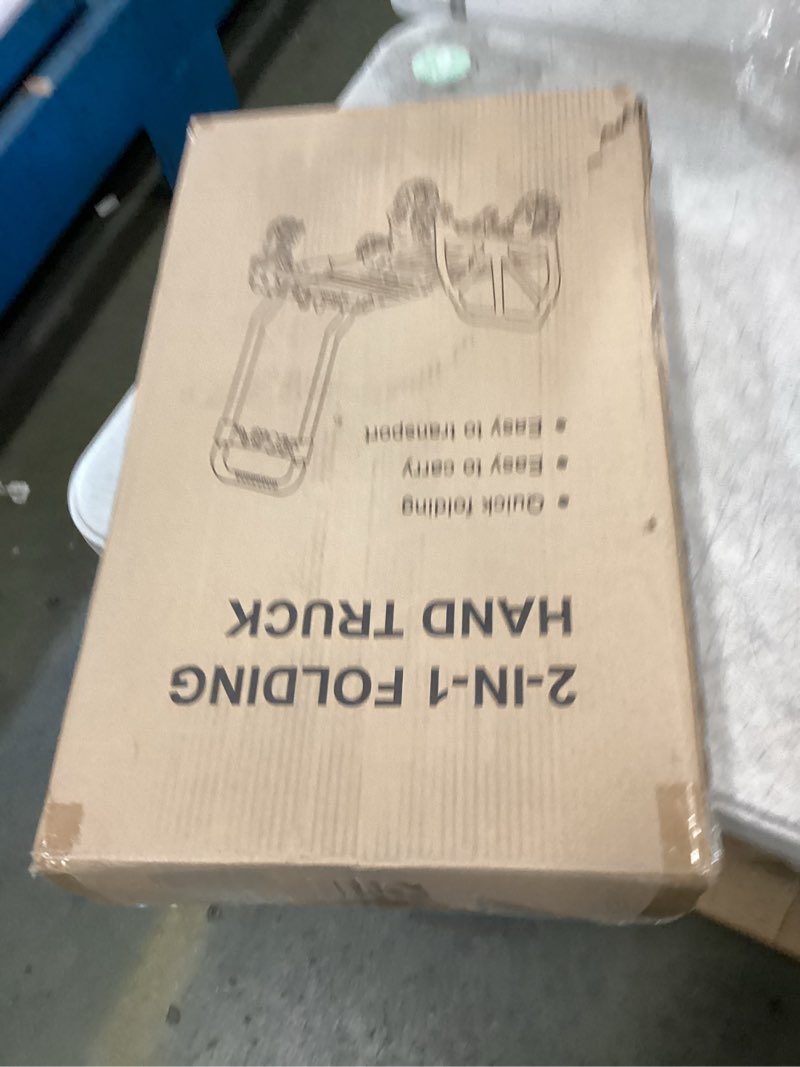 2-IN-1 FOLDING
HAND TRUCK
• Quick folding
• Easy to carry
• Easy to transport